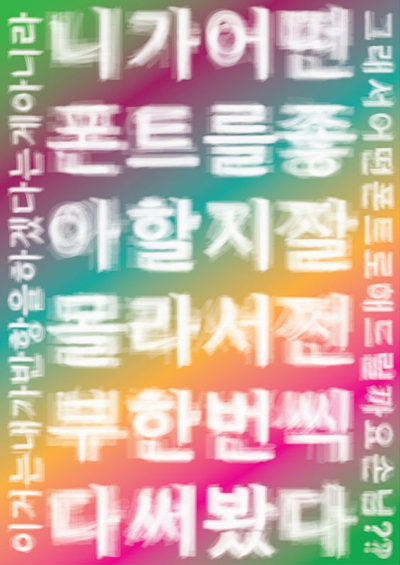 니가어떤
폰트를좋
아할지잘
몰라서전
부한번씩
다써봤다
그래서어떤폰트로해드릴까요손님??
이거는내가반항을하겠다는게아니라